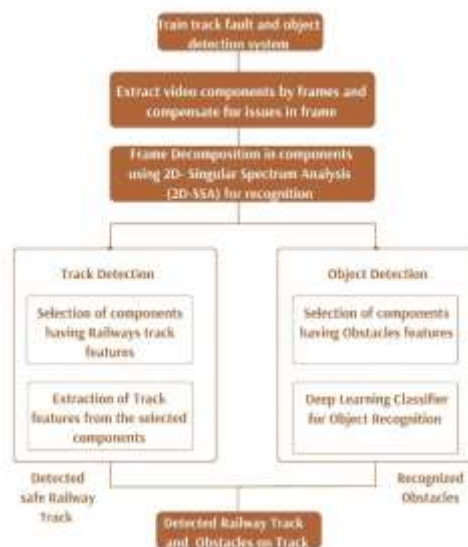 Train track fault and object
detection system
Extract video components by frames and
compensate for issues in frame
Frame Decomposition in components
using 2D- Singular Spectrum Analysis
(2D-SSA) for recognition
Track Detection
Selection of components
having Railways track
features
Extraction of Track
features from the selected
components
Object Detection
Selection of components
having Obstacles features
Deep Learning Classifier
for Object Recognition
Detected
safe Railway
Track
Recognized
Obstacles
Detected Railway Track
and Obstacles on Track